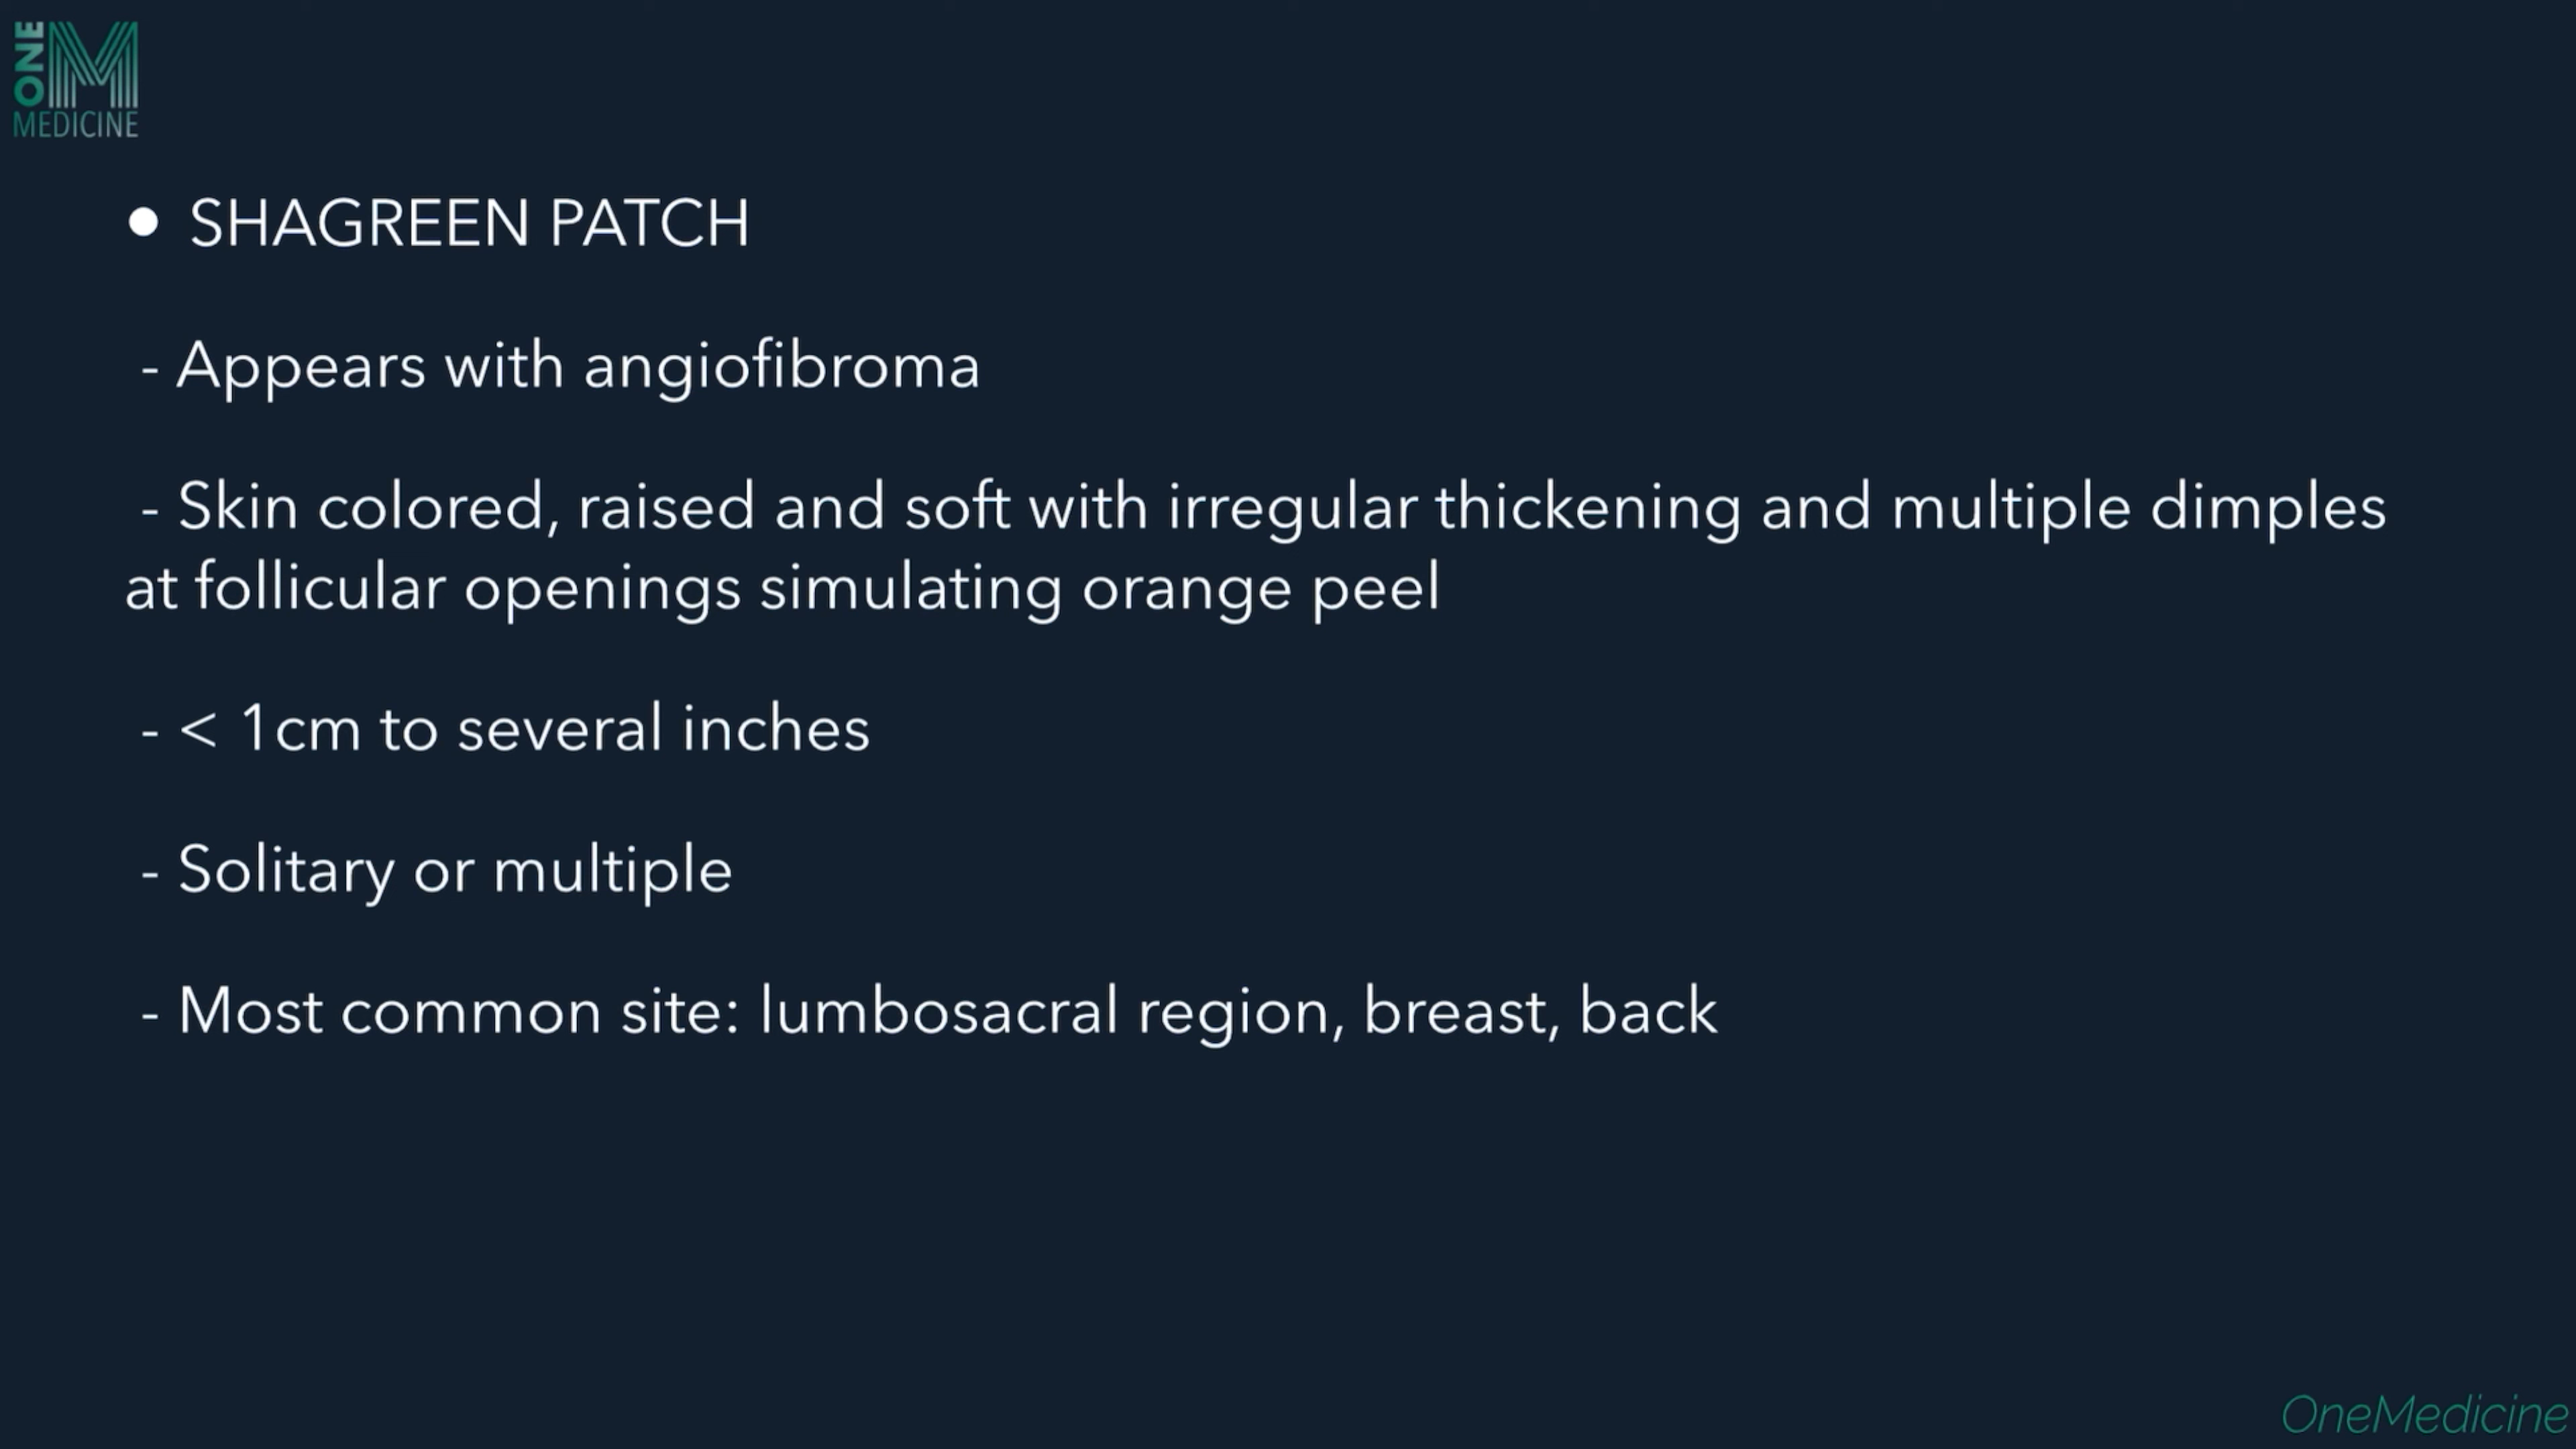 ONE
M
MEDICINE
• SHAGREEN PATCH
- Appears with angiofibroma
- Skin colored, raised and soft with irregular thickening and multiple dimples
at follicular openings simulating orange peel
- < 1cm to several inches
- Solitary or multiple
- Most common site: lumbosacral region, breast, back
OneMedicine